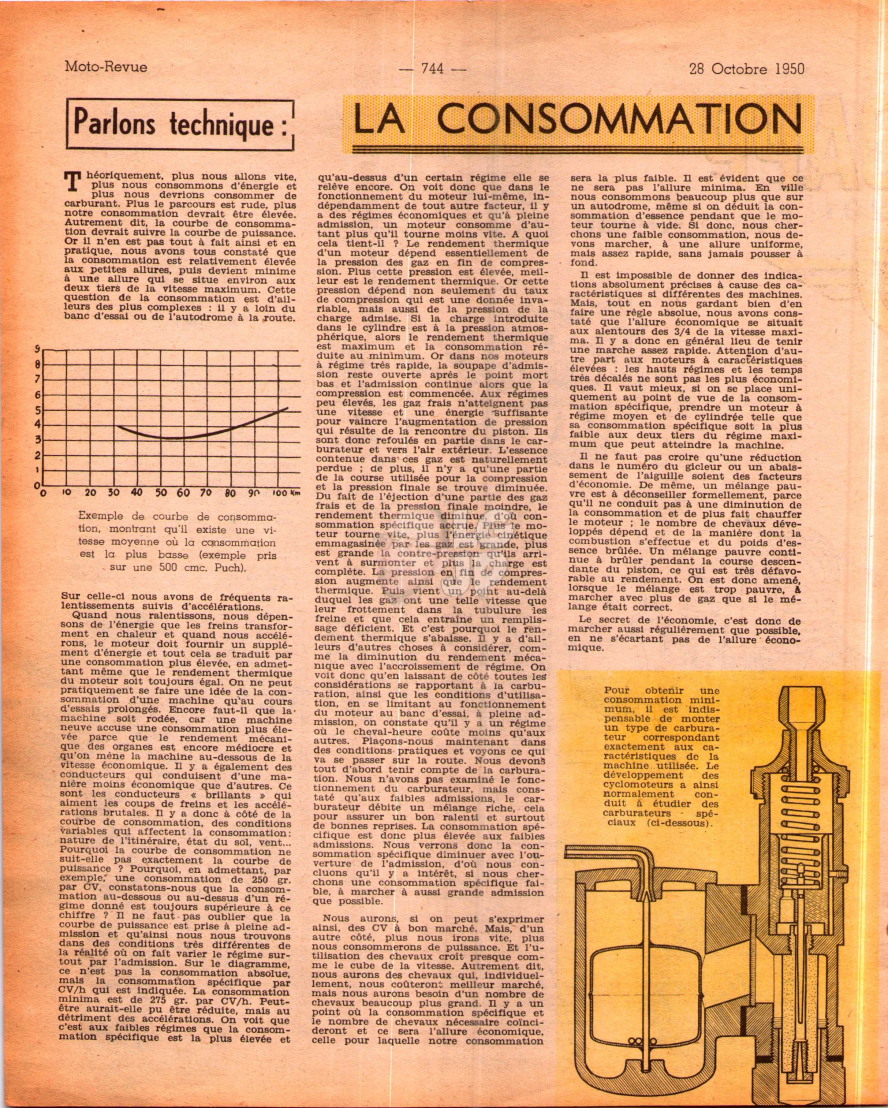 Moto-Revue
— 744 —
28 Octobre 1950
Parlons technique :
LA CONSOMMATION
Théoriquement, plus nous allons vite,
plus nous consommons d'énergie et
plus nous devrions consommer de
carburant. Plus le parcours est rude, plus
notre consommation devrait être élevée.
Autrement dit, la courbe de consomma-
tion devrait suivre la courbe de puissance.
Or il n'en est pas tout à fait ainsi et en
pratique, nous avons tous constaté que
la consommation est relativement élevée
aux petites allures, puis devient minime
à une allure qui se situe environ aux
deux tiers de la vitesse maximum. Cette
question de la consommation est d'ail-
leurs des plus complexes : il y a loin du
banc d'essai ou de l'autodrome à la route.
9
8
7
6
5
4
3
2
1
0
0 10 20 30 40 50 60 70 80 90 100 km
Exemple de courbe de consomma-
tion, montrant qu'il existe une vi-
tesse moyenne où la consommation
est la plus basse (exemple pris
sur une 500 cmc. Puch).
Sur celle-ci nous avons de fréquents ra-
lentissements suivis d'accélérations.
Quand nous ralentissons, nous dépen-
sons de l'énergie que les freins transfor-
ment en chaleur et quand nous accélé-
rons, le moteur doit fournir un supplé-
ment d'énergie et tout cela se traduit par
une consommation plus élevée, en admet-
tant même que le rendement thermique
du moteur soit toujours égal. On ne peut
pratiquement se faire une idée de la con-
sommation d'une machine qu'au cours
d'essais prolongés. Encore faut-il que la
machine soit rodée, car une machine
neuve accuse une consommation plus éle-
vée parce que le rendement mécani-
que des organes est encore médiocre et
qu'on mène la machine au-dessous de la
vitesse économique. Il y a également des
conducteurs qui conduisent d'une ma-
nière moins économique que d'autres. Ce
sont les conducteurs « brillants » qui
aiment les coups de freins et les accélé-
rations brutales. Il y a donc à côté de la
courbe de consommation, des conditions
variables qui affectent la consommation :
nature de l'itinéraire, état du sol, vent...
Pourquoi la courbe de consommation ne
suit-elle pas exactement la courbe de
puissance ? Pourquoi, en admettant, par
exemple, une consommation de 250 gr.
par CV, constatons-nous que la consom-
mation au-dessous ou au-dessus d'un ré-
gime donné est toujours supérieure à ce
chiffre ? Il ne faut pas oublier que la
courbe de puissance est prise à pleine ad-
mission et qu'ainsi nous nous trouvons
dans des conditions très différentes de
la réalité où on fait varier le régime sur-
tout par l'admission. Sur le diagramme,
ce n'est pas la consommation absolue,
mais la consommation spécifique par
CV/h qui est indiquée. La consommation
minima est de 275 gr. par CV/h. Peut-
être aurait-elle pu être réduite, mais au
détriment des accélérations. On voit que
c'est aux faibles régimes que la consom-
mation spécifique est la plus élevée et
qu'au-dessus d'un certain régime elle se
relève encore. On voit donc que dans le
fonctionnement du moteur lui-même, in-
dépendamment de tout autre facteur, il y
a des régimes économiques et qu'à pleine
admission, un moteur consomme d'au-
tant plus qu'il tourne moins vite. A quoi
cela tient-il ? Le rendement thermique
d'un moteur dépend essentiellement de
la pression des gaz en fin de compres-
sion. Plus cette pression est élevée, meil-
leur est le rendement thermique. Or cette
pression dépend non seulement du taux
de compression qui est une donnée inva-
riable, mais aussi de la pression de la
charge admise. Si la charge introduite
dans le cylindre est à la pression atmos-
phérique, alors le rendement thermique
est maximum et la consommation ré-
duite au minimum. Or dans nos moteurs
à régime très rapide, la soupape d'admis-
sion reste ouverte après le point mort
bas et l'admission continue alors que la
compression est commencée. Aux régimes
peu élevés, les gaz frais n'atteignent pas
une vitesse et une énergie suffisante
pour vaincre l'augmentation de pression
qui résulte de la rencontre du piston. Ils
sont donc refoulés en partie dans le car-
burateur et vers l'air extérieur. L'essence
contenue dans ces gaz est naturellement
perdue ; de plus, il n'y a qu'une partie
de la course utilisée pour la compression
et la pression finale se trouve diminuée.
Du fait de l'éjection d'une partie des gaz
frais et de la pression finale moindre, le
rendement thermique diminue, d'où con-
sommation spécifique accrue. Plus le mo-
teur tourne vite, plus l'énergie cinétique
emmagasinée par les gaz est grande, plus
est grande la contre-pression qu'ils arri-
vent à surmonter et plus la charge est
complète. La pression en fin de compres-
sion augmente ainsi que le rendement
thermique. Puis vient un point au-delà
duquel les gaz ont une telle vitesse que
leur frottement dans la tubulure les
freine et que cela entraîne un remplis-
sage déficient. Et c'est pourquoi le ren-
dement thermique s'abaisse. Il y a d'ail-
leurs d'autres choses à considérer, com-
me la diminution du rendement méca-
nique avec l'accroissement de régime. On
voit donc qu'en laissant de côté toutes les
considérations se rapportant à la carbu-
ration, ainsi que les conditions d'utilisa-
tion, en se limitant au fonctionnement
du moteur au banc d'essai, à pleine ad-
mission, on constate qu'il y a un régime
où le cheval-heure coûte moins qu'aux
autres. Plaçons-nous maintenant dans
des conditions pratiques et voyons ce qui
va se passer sur la route. Nous devons
tout d'abord tenir compte de la carbura-
tion. Nous n'avons pas examiné le fonc-
tionnement du carburateur, mais cons-
taté qu'aux faibles admissions, le car-
burateur débite un mélange riche, cela
pour assurer un bon ralenti et surtout
de bonnes reprises. La consommation spé-
cifique est donc plus élevée aux faibles
admissions. Nous verrons donc la con-
sommation spécifique diminuer avec l'ou-
verture de l'admission, d'où nous con-
cluons qu'il y a intérêt, si nous cher-
chons une consommation spécifique fai-
ble, à marcher à aussi grande admission
que possible.
Nous aurons, si on peut s'exprimer
ainsi, des CV à bon marché. Mais, d'un
autre côté, plus nous irons vite, plus
nous consommerons de puissance. Et l'u-
tilisation des chevaux croît presque com-
me le cube de la vitesse. Autrement dit,
nous aurons des chevaux qui, individuel-
lement, nous coûteront meilleur marché,
mais nous aurons besoin d'un nombre de
chevaux beaucoup plus grand. Il y a un
point où la consommation spécifique et
le nombre de chevaux nécessaire coïnci-
deront et ce sera l'allure économique,
celle pour laquelle notre consommation
sera la plus faible. Il est évident que ce
ne sera pas l'allure minima. En ville
nous consommons beaucoup plus que sur
un autodrome, même si on déduit la con-
sommation d'essence pendant que le mo-
teur tourne à vide. Si donc, nous cher-
chons une faible consommation, nous de-
vons marcher, à une allure uniforme,
mais assez rapide, sans jamais pousser à
fond.
Il est impossible de donner des indica-
tions absolument précises à cause des ca-
ractéristiques si différentes des machines.
Mais, tout en nous gardant bien d'en
faire une règle absolue, nous avons cons-
taté que l'allure économique se situait
aux alentours des 3/4 de la vitesse maxi-
ma. Il y a donc en général lieu de tenir
une marche assez rapide. Attention d'au-
tre part aux moteurs à caractéristiques
élevées : les hauts régimes et les temps
très décalés ne sont pas les plus économi-
ques. Il vaut mieux, si on se place uni-
quement au point de vue de la consom-
mation spécifique, prendre un moteur à
régime moyen et de cylindrée telle que
sa consommation spécifique soit la plus
faible aux deux tiers du régime maxi-
mum que peut atteindre la machine.
Il ne faut pas croire qu'une réduction
dans le numéro du gicleur ou un abais-
sement de l'aiguille soient des facteurs
d'économie. De même, un mélange pau-
vre est à déconseiller formellement, parce
qu'il ne conduit pas à une diminution de
la consommation et de plus fait chauffer
le moteur ; le nombre de chevaux déve-
loppés dépend et de la manière dont la
combustion s'effectue et du poids d'es-
sence brûlée. Un mélange pauvre conti-
nue à brûler pendant la course descen-
dante du piston, ce qui est très défavo-
rable au rendement. On est donc amené,
lorsque le mélange est trop pauvre, à
marcher avec plus de gaz que si le mé-
lange était correct.
Le secret de l'économie, c'est donc de
marcher aussi régulièrement que possible,
en ne s'écartant pas de l'allure écono-
mique.
Pour obtenir une
consommation mini-
mum, il est indis-
pensable de monter
un type de carbura-
teur correspondant
exactement aux ca-
ractéristiques de la
machine utilisée. Le
développement des
cyclomoteurs a ainsi
normalement con-
duit à étudier des
carburateurs spé-
ciaux (ci-dessous).